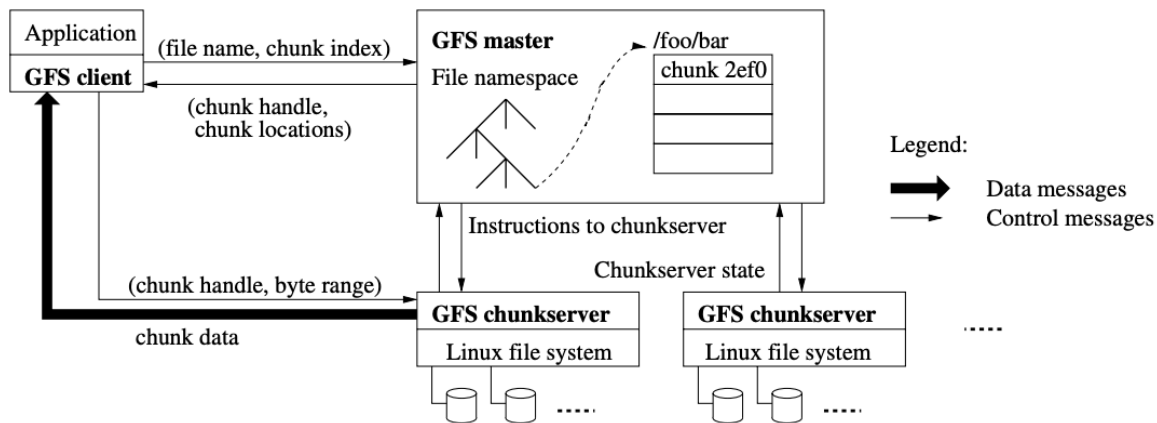 Application
GFS client
(file name, chunk index)
(chunk handle,
chunk locations)
GFS master
File namespace
/foo/bar
chunk 2ef0
Legend:
Data messages
Control messages
Instructions to chunkserver
Chunkserver state
(chunk handle, byte range)
chunk data
GFS chunkserver
Linux file system
GFS chunkserver
Linux file system